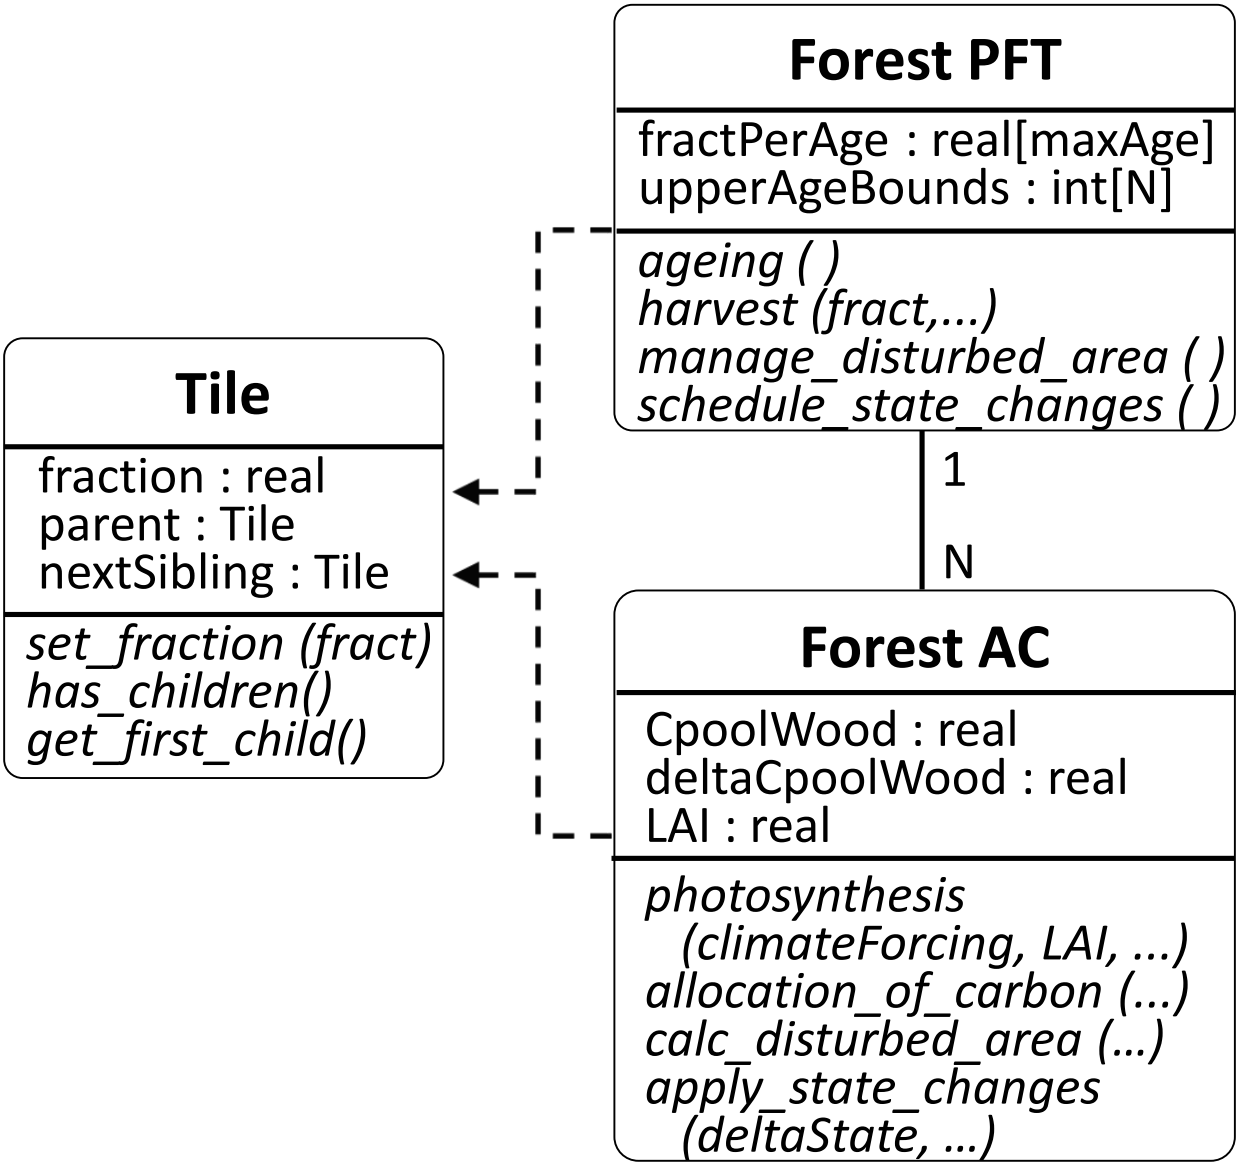 Forest PFT
fractPerAge : real[maxAge]
upperAgeBounds : int[N]
ageing ( )
harvest (fract,...)
manage_disturbed_area ( )
schedule_state_changes ( )
Tile
fraction : real
parent : Tile
nextSibling : Tile
set_fraction (fract)
has_children()
get_first_child()
1
N
Forest AC
CpoolWood : real
deltaCpoolWood : real
LAI : real
photosynthesis
(climateForcing, LAI, ...)
allocation_of_carbon (...)
calc_disturbed_area (...)
apply_state_changes
(deltaState, ...)